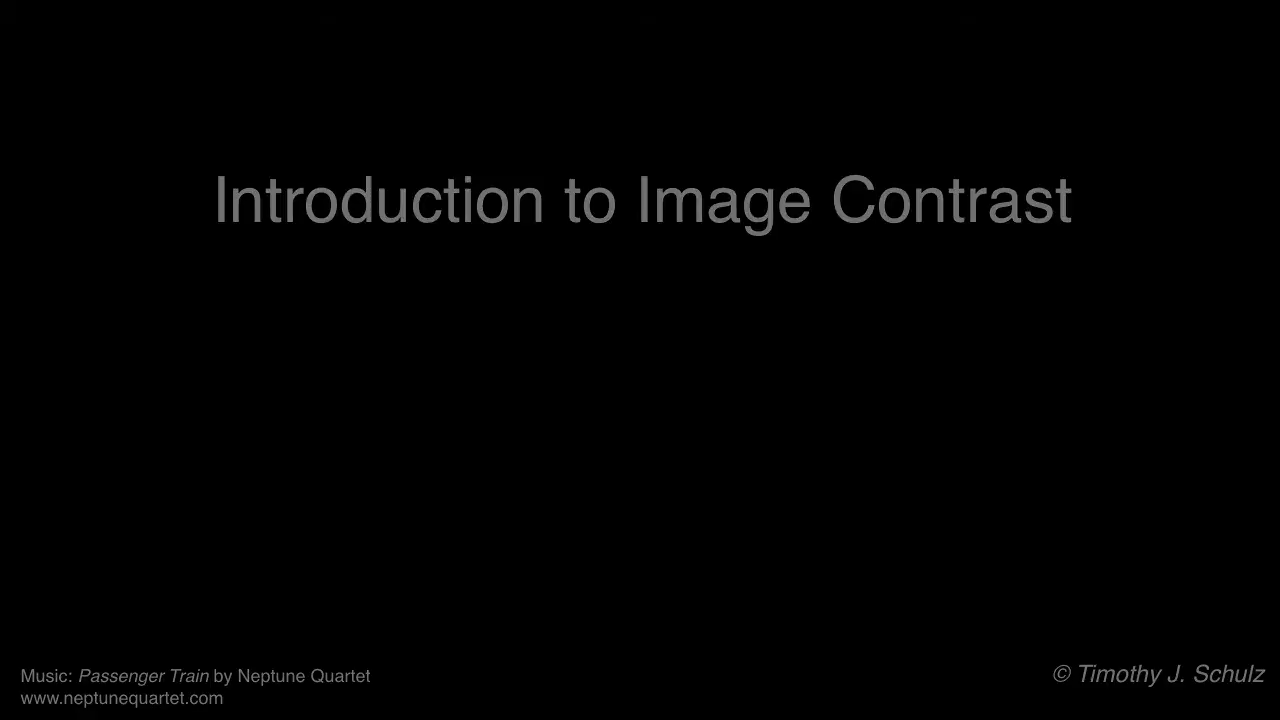 Introduction to Image Contrast
Music: Passenger Train by Neptune Quartet
www.neptunequartet.com
© Timothy J. Schulz